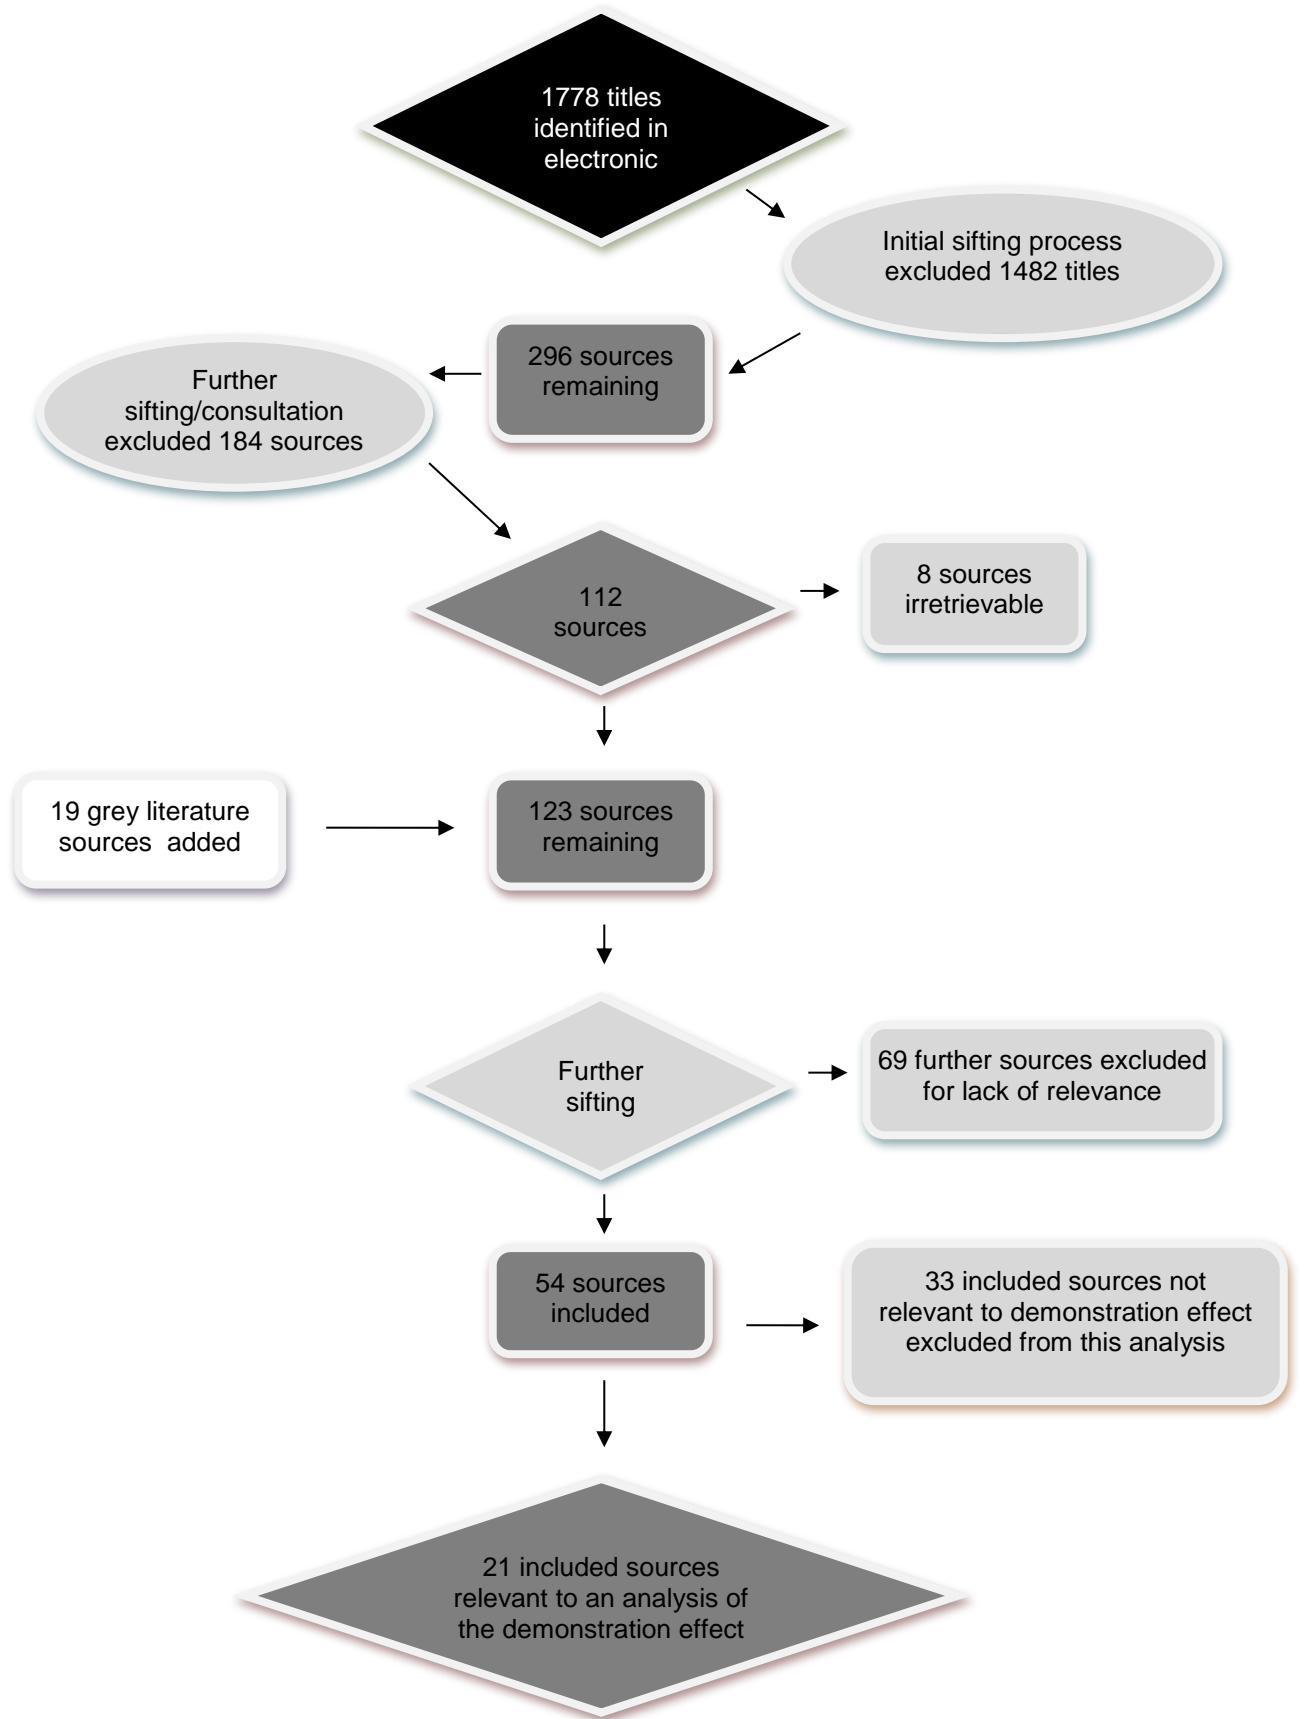 1778 titles
identified in
electronic
Initial sifting process
excluded 1482 titles
296 sources
remaining
Further
sifting/consultation
excluded 184 sources
112
sources
8 sources
irretrievable
19 grey literature
sources added
123 sources
remaining
Further
sifting
69 further sources excluded
for lack of relevance
54 sources
included
33 included sources not
relevant to demonstration effect
excluded from this analysis
21 included sources
relevant to an analysis of
the demonstration effect